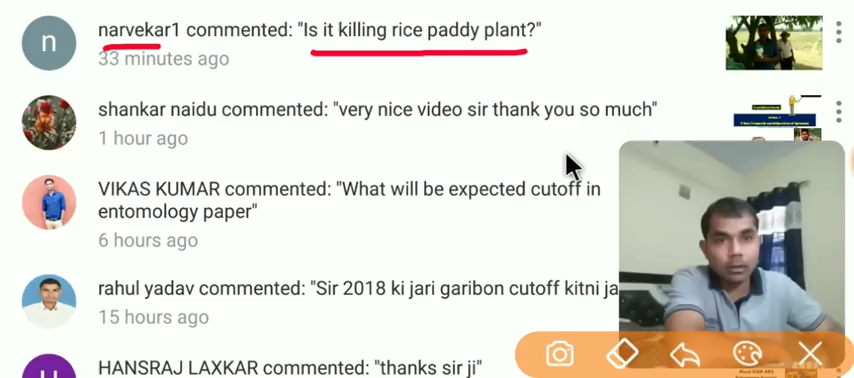 narvekar1 commented: "Is it killing rice paddy plant?"
33 minutes ago
shankar naidu commented: "very nice video sir thank you so much"
1 hour ago
VIKAS KUMAR commented: "What will be expected cutoff in
entomology paper"
6 hours ago
rahul yadav commented: "Sir 2018 ki jari garibon cutoff kitni ja
15 hours ago
HANSRAJ LAXKAR commented: "thanks sir ji"
n